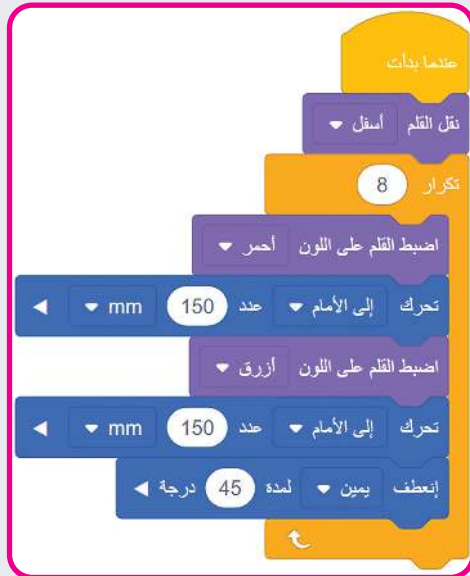 عندما بدأت
نقل القلم أسفل
تكرار 8
اضبط القلم على اللون أحمر
تحرك إلى الأمام عدد 150 mm
اضبط القلم على اللون أزرق
تحرك إلى الأمام عدد 150 mm
إنعطف يمين لمدة 45 درجة